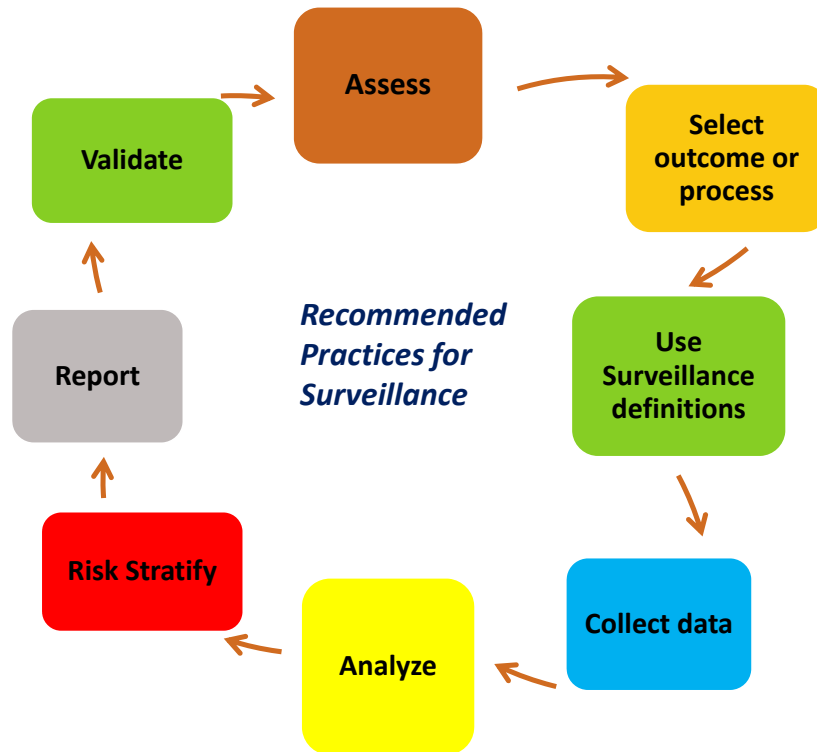 Assess
Select
outcome or
process
Use
Surveillance
definitions
Collect data
Analyze
Risk Stratify
Report
Validate
Recommended
Practices for
Surveillance